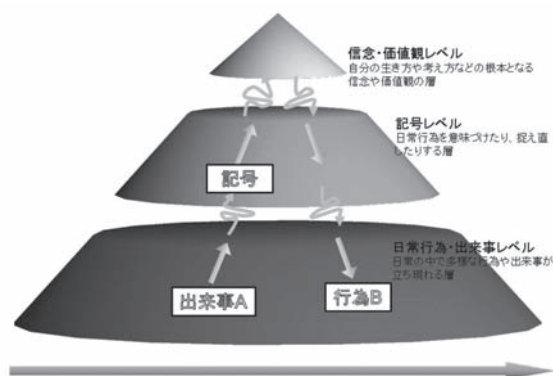 信念・価値観レベル
自分の生き方や考え方などの根本となる
信念や価値観の層
記号レベル
日常行為を意味づけたり、捉え直
したりする層
記号
日常行為・出来事レベル
日常の中で多様な行為や出来事が
立ち現れる層
出来事A
行為B